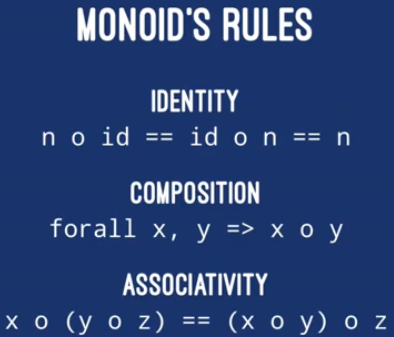 MONOID'S RULES
IDENTITY
n o id == id o n == n
COMPOSITION
forall x, y => x o y
ASSOCIATIVITY
x o (y o z) == (x o y) o z